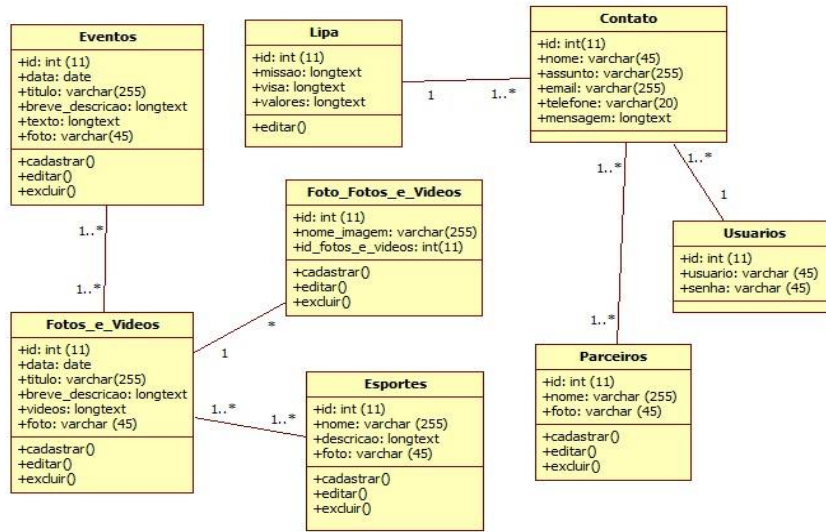 Eventos
+id: int (11)
+data: date
+titulo: varchar(255)
+breve_descricao: longtext
+texto: longtext
+foto: varchar(45)
+cadastrar()
+editar()
+excluir()
1..*
1..*
Lipa
+id: int (11)
+missao: longtext
+visa: longtext
+valores: longtext
+editar()
1
1..*
Contato
+id: int(11)
+nome: varchar(45)
+assunto: varchar(255)
+email: varchar(255)
+telefone: varchar(20)
+mensagem: longtext
1..*
1..*
1..*
1
Foto_Fotos_e_Videos
+id: int (11)
+nome_imagem: varchar(255)
+id_fotos_e_videos: int(11)
+cadastrar()
+editar()
+excluir()
*
1
Usuarios
+id: int (11)
+usuario: varchar (45)
+senha: varchar (45)
Fotos_e_Videos
+id: int (11)
+data: date
+titulo: varchar(255)
+breve_descricao: longtext
+videos: longtext
+foto: varchar (45)
+cadastrar()
+editar()
+excluir()
1..*
1..*
Esportes
+id: int (11)
+nome: varchar (255)
+descricao: longtext
+foto: varchar (45)
+cadastrar()
+editar()
+excluir()
Parceiros
+id: int (11)
+nome: varchar (255)
+foto: varchar (45)
+cadastrar()
+editar()
+excluir()